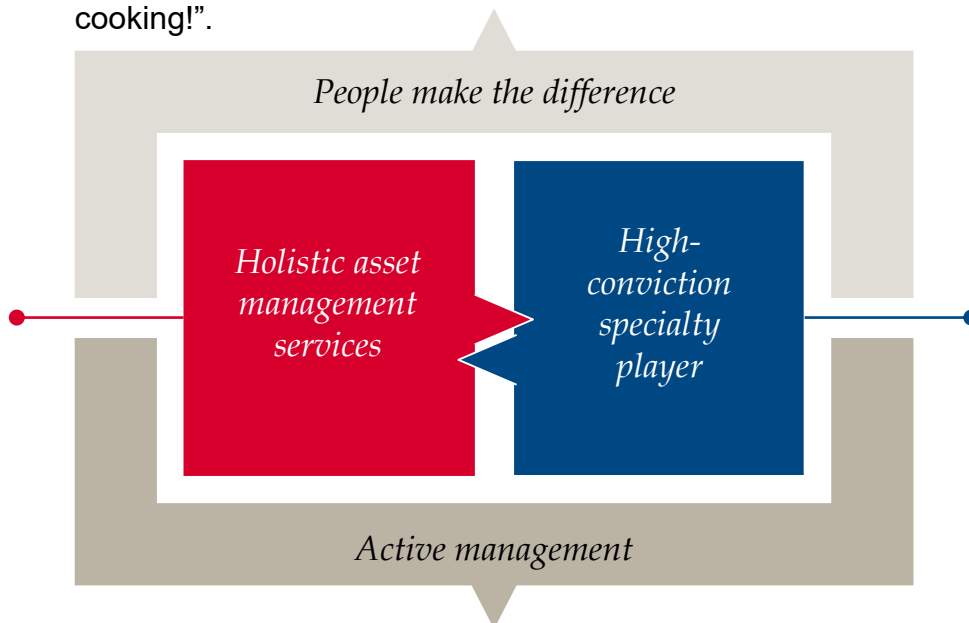 cooking!”.
People make the difference
Holistic asset
management
services
High-
conviction
specialty
player
Active management